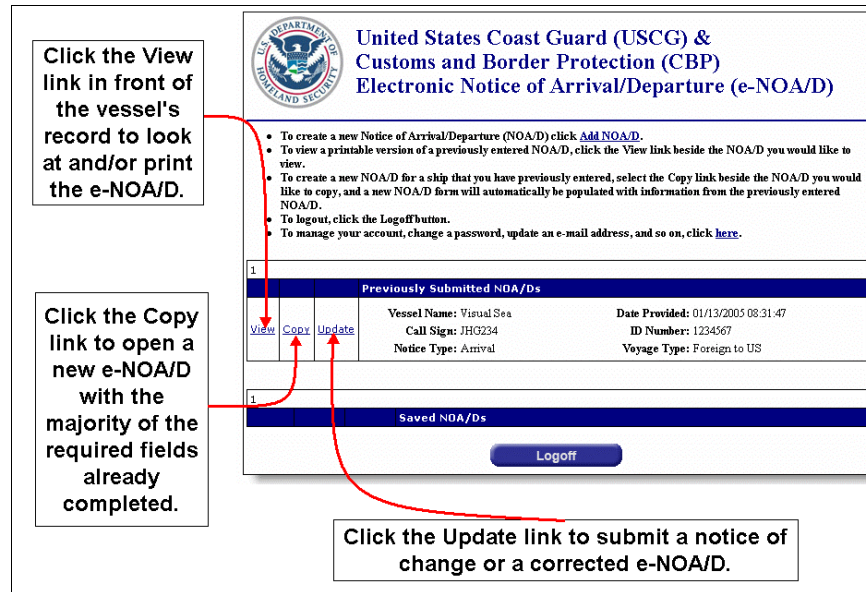 Click the View
link in front of
the vessel's
record to look
at and/or print
the e-NOA/D.
U.S. DEPARTMENT OF
HOMELAND SECURITY
United States Coast Guard (USCG) &
Customs and Border Protection (CBP)
Electronic Notice of Arrival/Departure (e-NOA/D)
To create a new Notice of Arrival/Departure (NOA/D) click Add NOA/D.
To view a printable version of a previously entered NOA/D, click the View link beside the NOA/D you would like to
view.
To create a new NOA/D for a ship that you have previously entered, select the Copy link beside the NOA/D you would
like to copy, and a new NOA/D form will automatically be populated with information from the previously entered
NOA/D.
To logout, click the Logoff button.
To manage your account, change a password, update an e-mail address, and so on, click here.
1
Previously Submitted NOA/Ds
View Copy Update
Vessel Name: Visual Sea Date Provided: 01/13/2005 08:31:47
Call Sign: JHG234 ID Number: 1234567
Notice Type: Arrival Voyage Type: Foreign to US
Click the Copy
link to open a
new e-NOA/D
with the
majority of the
required fields
already
completed.
1
Saved NOA/Ds
Logoff
Click the Update link to submit a notice of
change or a corrected e-NOA/D.